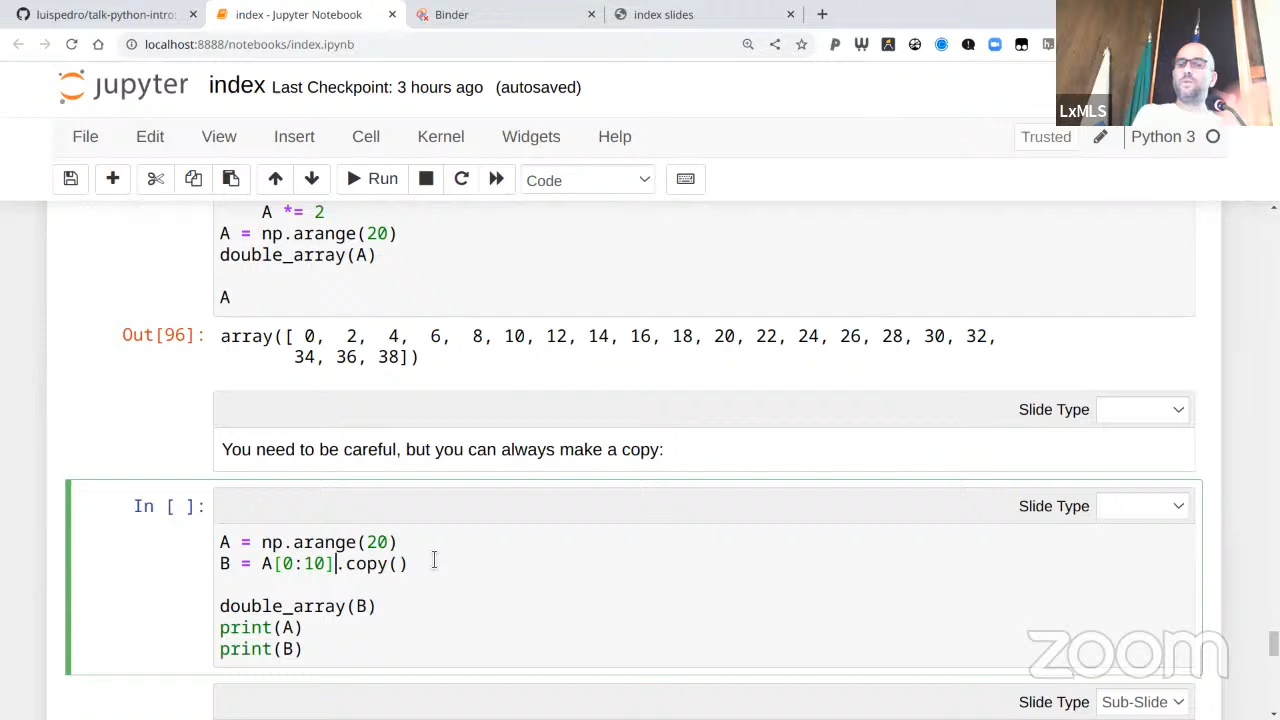 luispedro/talk-python-intro:
index - Jupyter Notebook
Binder
index slides
localhost:8888/notebooks/index.ipynb
LxMLS
jupyter index Last Checkpoint: 3 hours ago (autosaved)
File Edit View Insert Cell Kernel Widgets Help
Trusted Python 3
Run Code
A *= 2
A = np.arange(20)
double_array(A)
A
Out[96]: array([ 0, 2, 4, 6, 8, 10, 12, 14, 16, 18, 20, 22, 24, 26, 28, 30, 32,
34, 36, 38])
Slide Type
You need to be careful, but you can always make a copy:
In [ ]: Slide Type
A = np.arange(20)
B = A[0:10].copy()
double_array(B)
print(A)
print(B)
zoom
Slide Type Sub-Slide